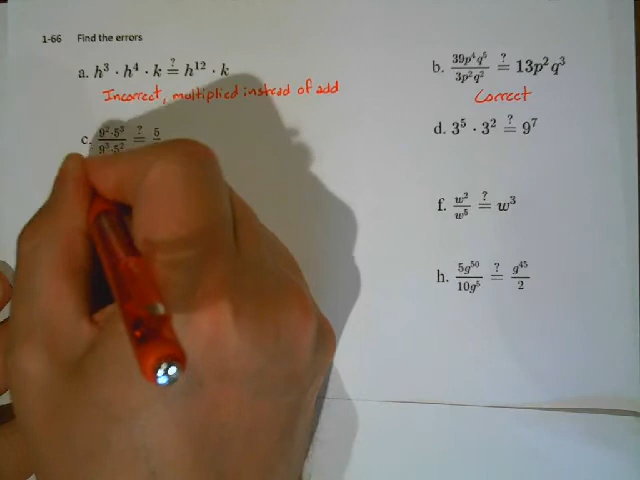 1-66 Find the errors
a. h³ · h⁴ · k ≟ h¹² · k
Incorrect, multiplied instead of add
b. 39p⁴q⁵/3p²q² ≟ 13p²q³
Correct
c. 9²·5³/9³·5² ≟ 5/
d. 3⁵ · 3² ≟ 9⁷
f. w²/w⁵ ≟ w³
h. 5g⁵⁰/10g⁵ ≟ g⁴⁵/2